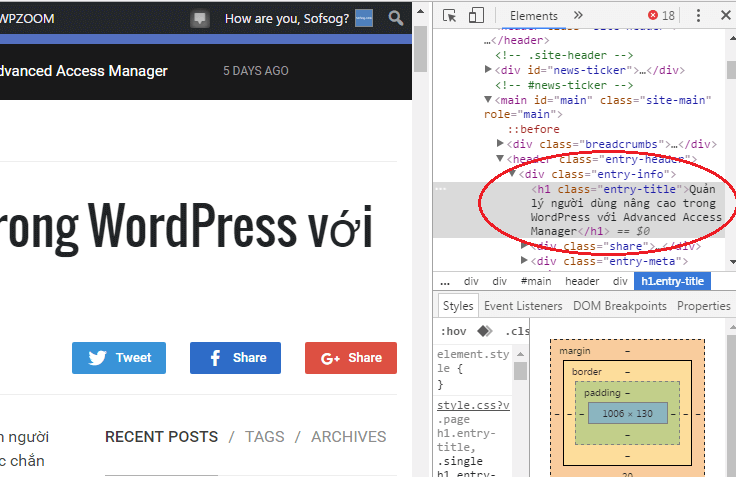 WPZOOM
How are you, Sofsog?
dvanced Access Manager
5 DAYS AGO
rong WordPress với
Tweet
Share
Share
n người
c chắn
RECENT POSTS / TAGS / ARCHIVES
Elements
18
…</header>
<!-- .site-header -->
<div id="news-ticker">…</div>
<!-- #news-ticker -->
<main id="main" class="site-main"
role="main">
::before
<div class="breadcrumbs">…</div>
<header class="entry-header">
<div class="entry-info">
<h1 class="entry-title">Quản
lý người dùng nâng cao trong
WordPress với Advanced Access
Manager</h1> == $0
<div class="share">…</div>
<div class="entry-meta">
... div div #main header div h1.entry-title
Styles Event Listeners DOM Breakpoints Properties
:hov .cls
element.sty
le {
}
style.css?v
.page
h1.entry-
title,
.single
h1.entry-
margin –
border –
padding –
– – – 1006 × 130 – – –
–
–
20